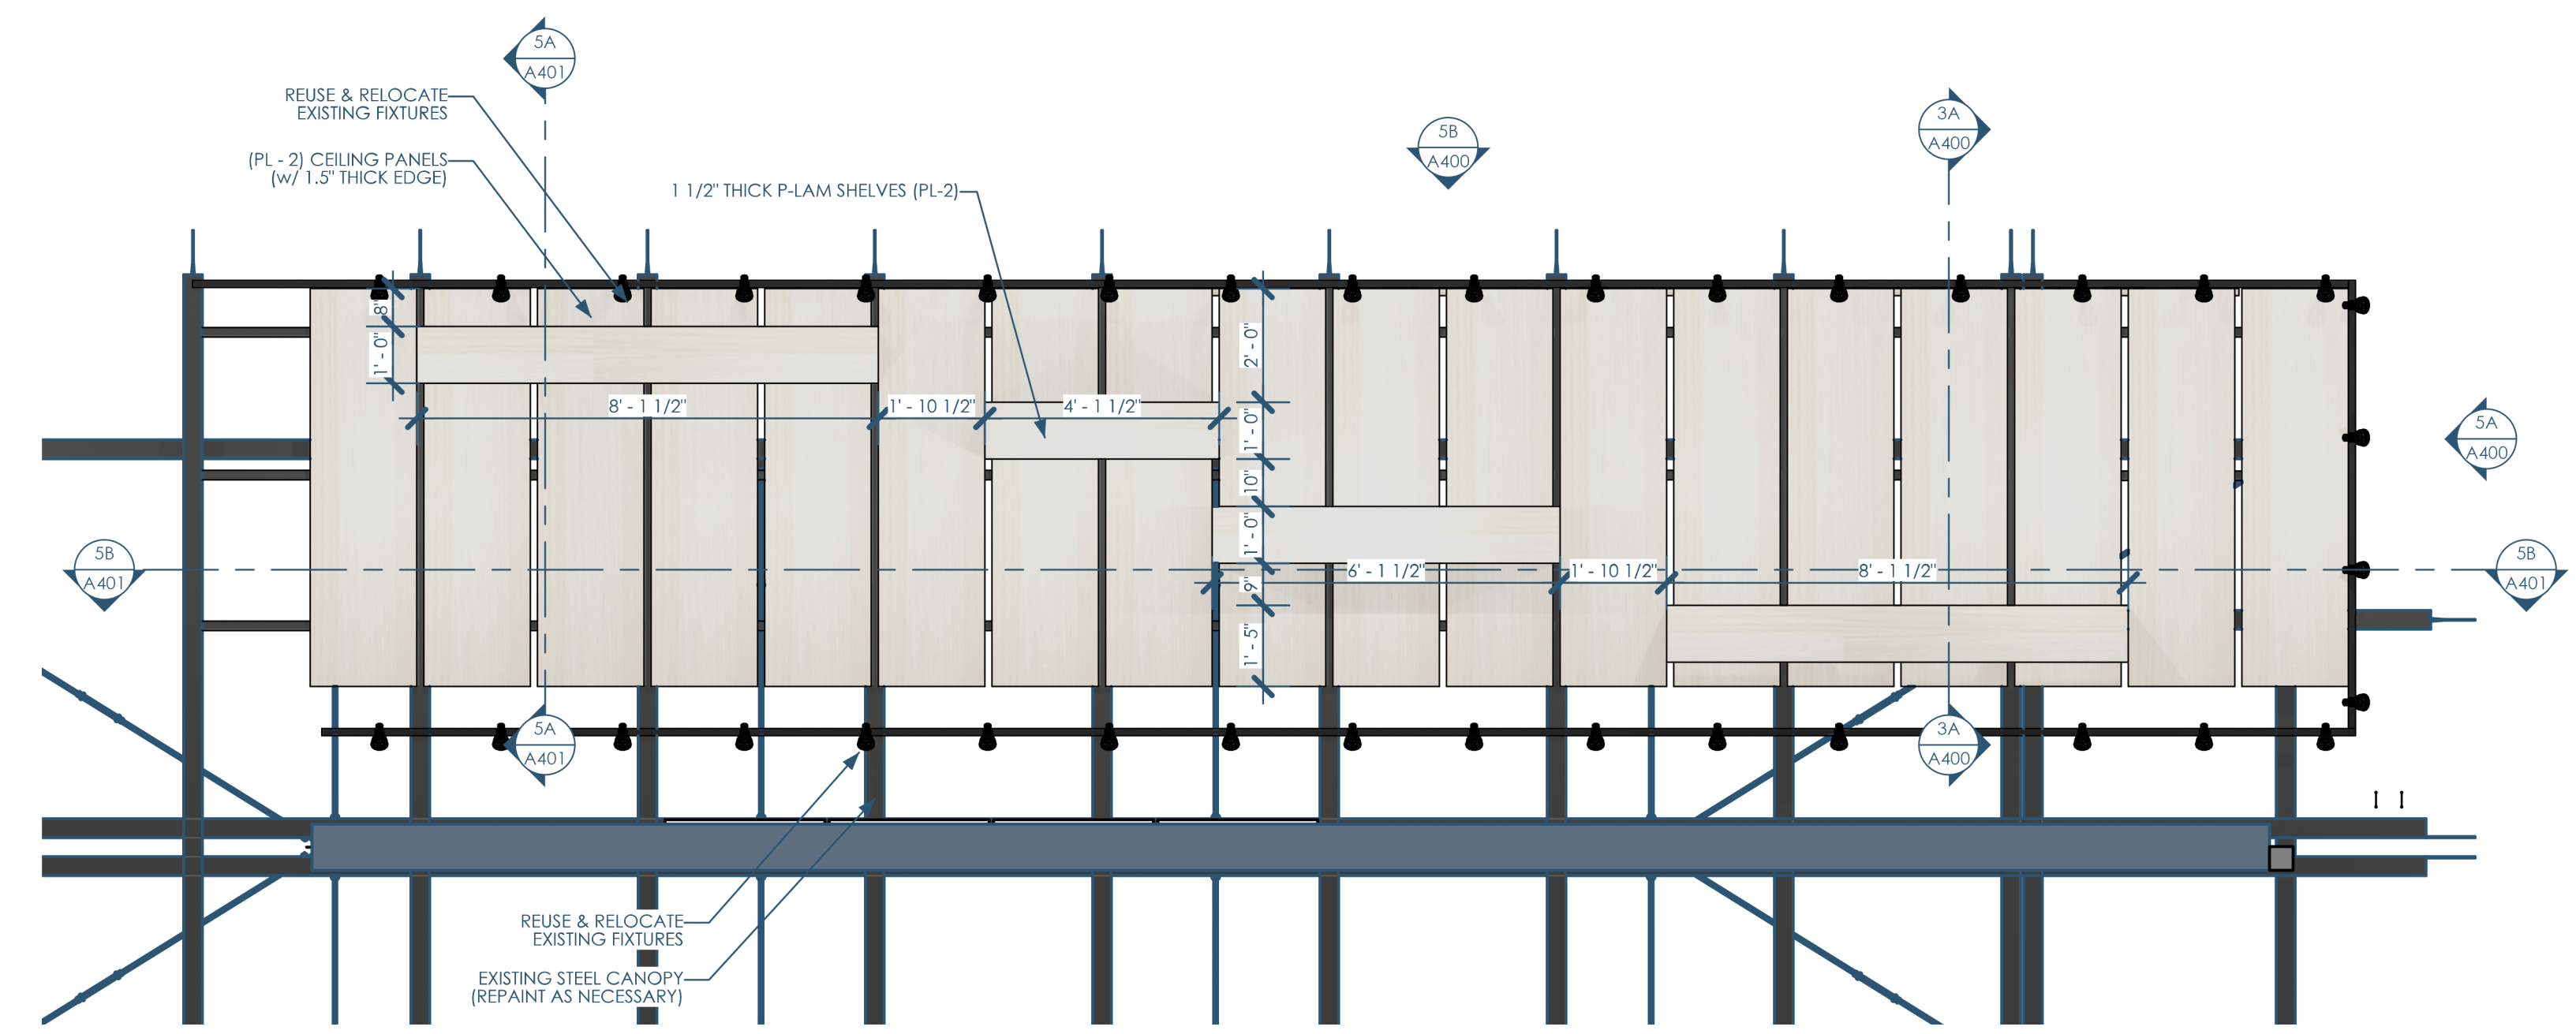 5A
A401
REUSE & RELOCATE
EXISTING FIXTURES
3A
A400
5B
A400
(PL - 2) CEILING PANELS
(w/ 1.5" THICK EDGE)
1 1/2" THICK P-LAM SHELVES (PL-2)
8"
1' - 0"
2' - 0"
8' - 1 1/2"
1' - 10 1/2"
4' - 1 1/2"
1' - 0"
5A
A400
10"
1' - 0"
5B
A401
6' - 1 1/2"
1' - 10 1/2"
8' - 1 1/2"
5B
A401
9"
1' - 5"
5A
A401
3A
A400
REUSE & RELOCATE
EXISTING FIXTURES
EXISTING STEEL CANOPY
(REPAINT AS NECESSARY)